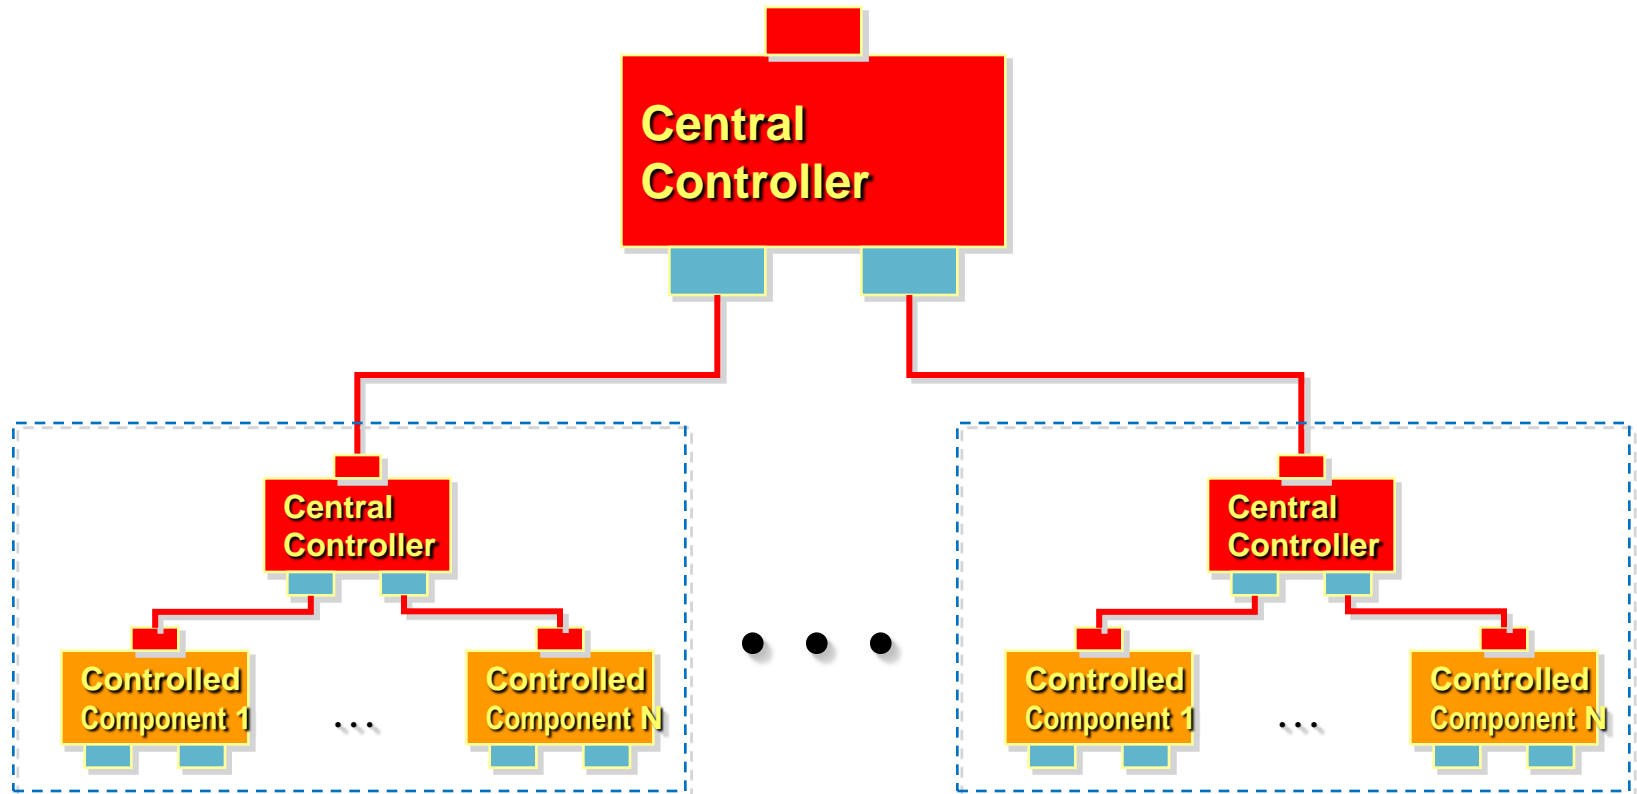 Central
Controller
Central
Controller
Central
Controller
Controlled
Component 1
...
Controlled
Component N
• • •
Controlled
Component 1
...
Controlled
Component N